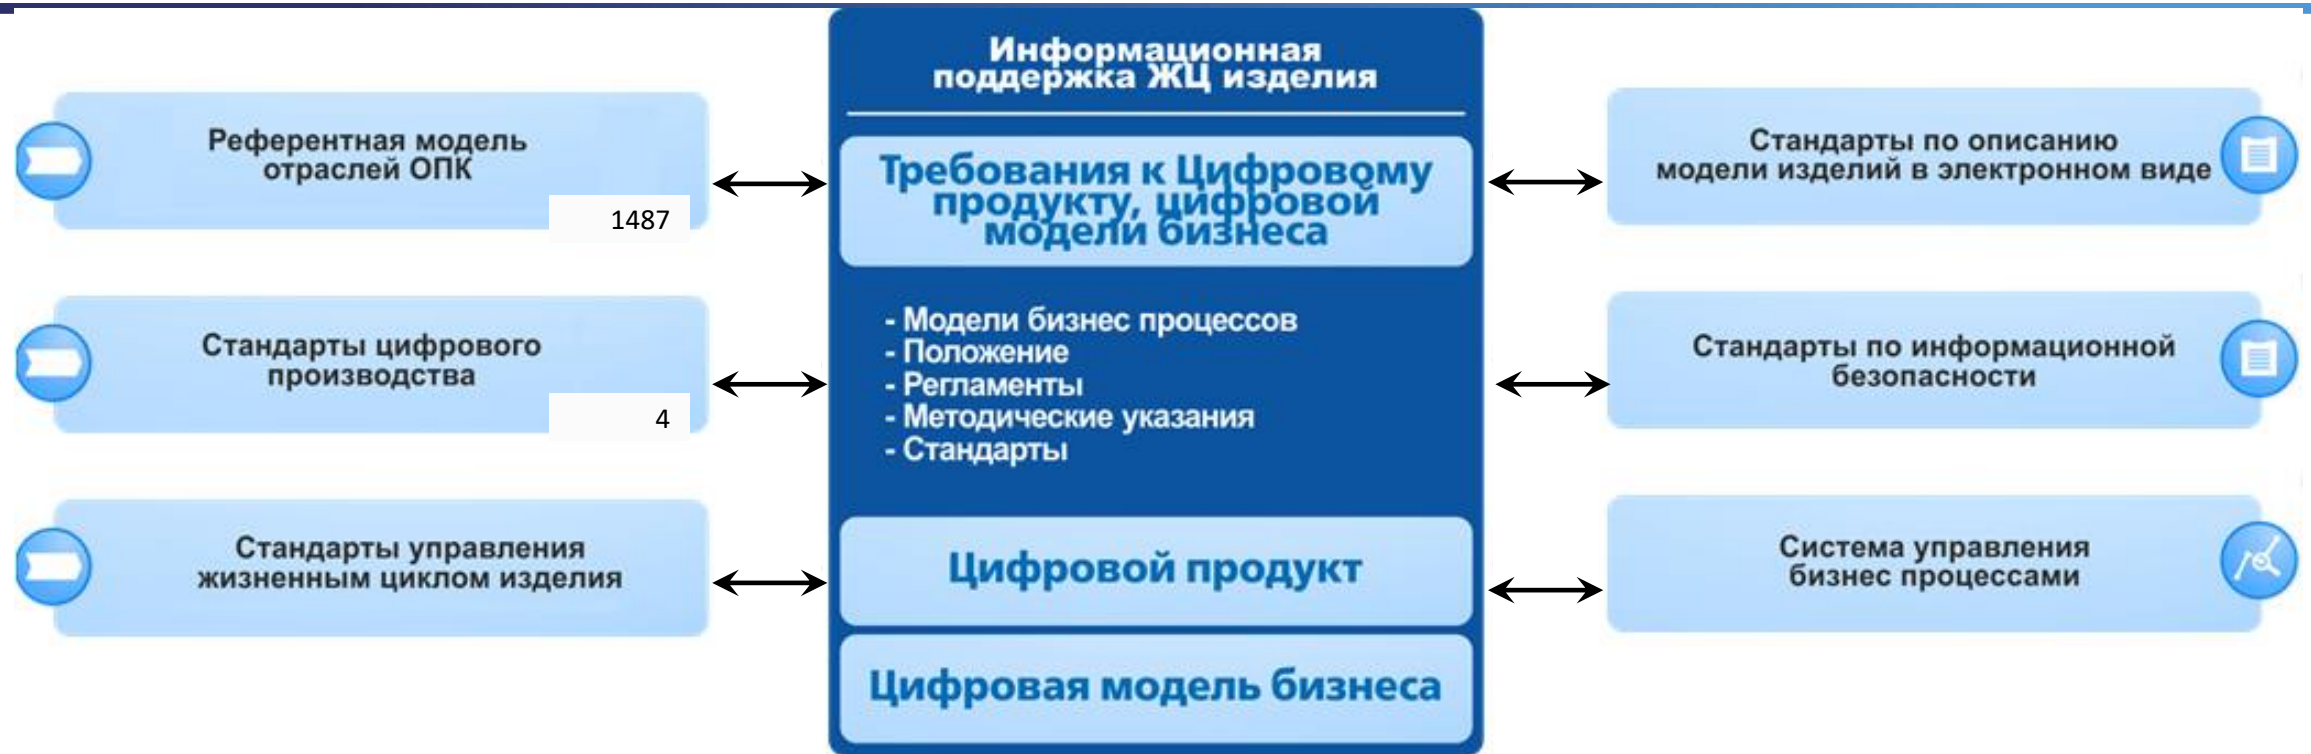 Референтная модель
отраслей ОПК
1487
Стандарты цифрового
производства
4
Стандарты управления
жизненным циклом изделия
Информационная
поддержка ЖЦ изделия
Требования к Цифровому
продукту, цифровой
модели бизнеса
- Модели бизнес процессов
- Положение
- Регламенты
- Методические указания
- Стандарты
Цифровой продукт
Цифровая модель бизнеса
Стандарты по описанию
модели изделий в электронном виде
Стандарты по информационной
безопасности
Система управления
бизнес процессами